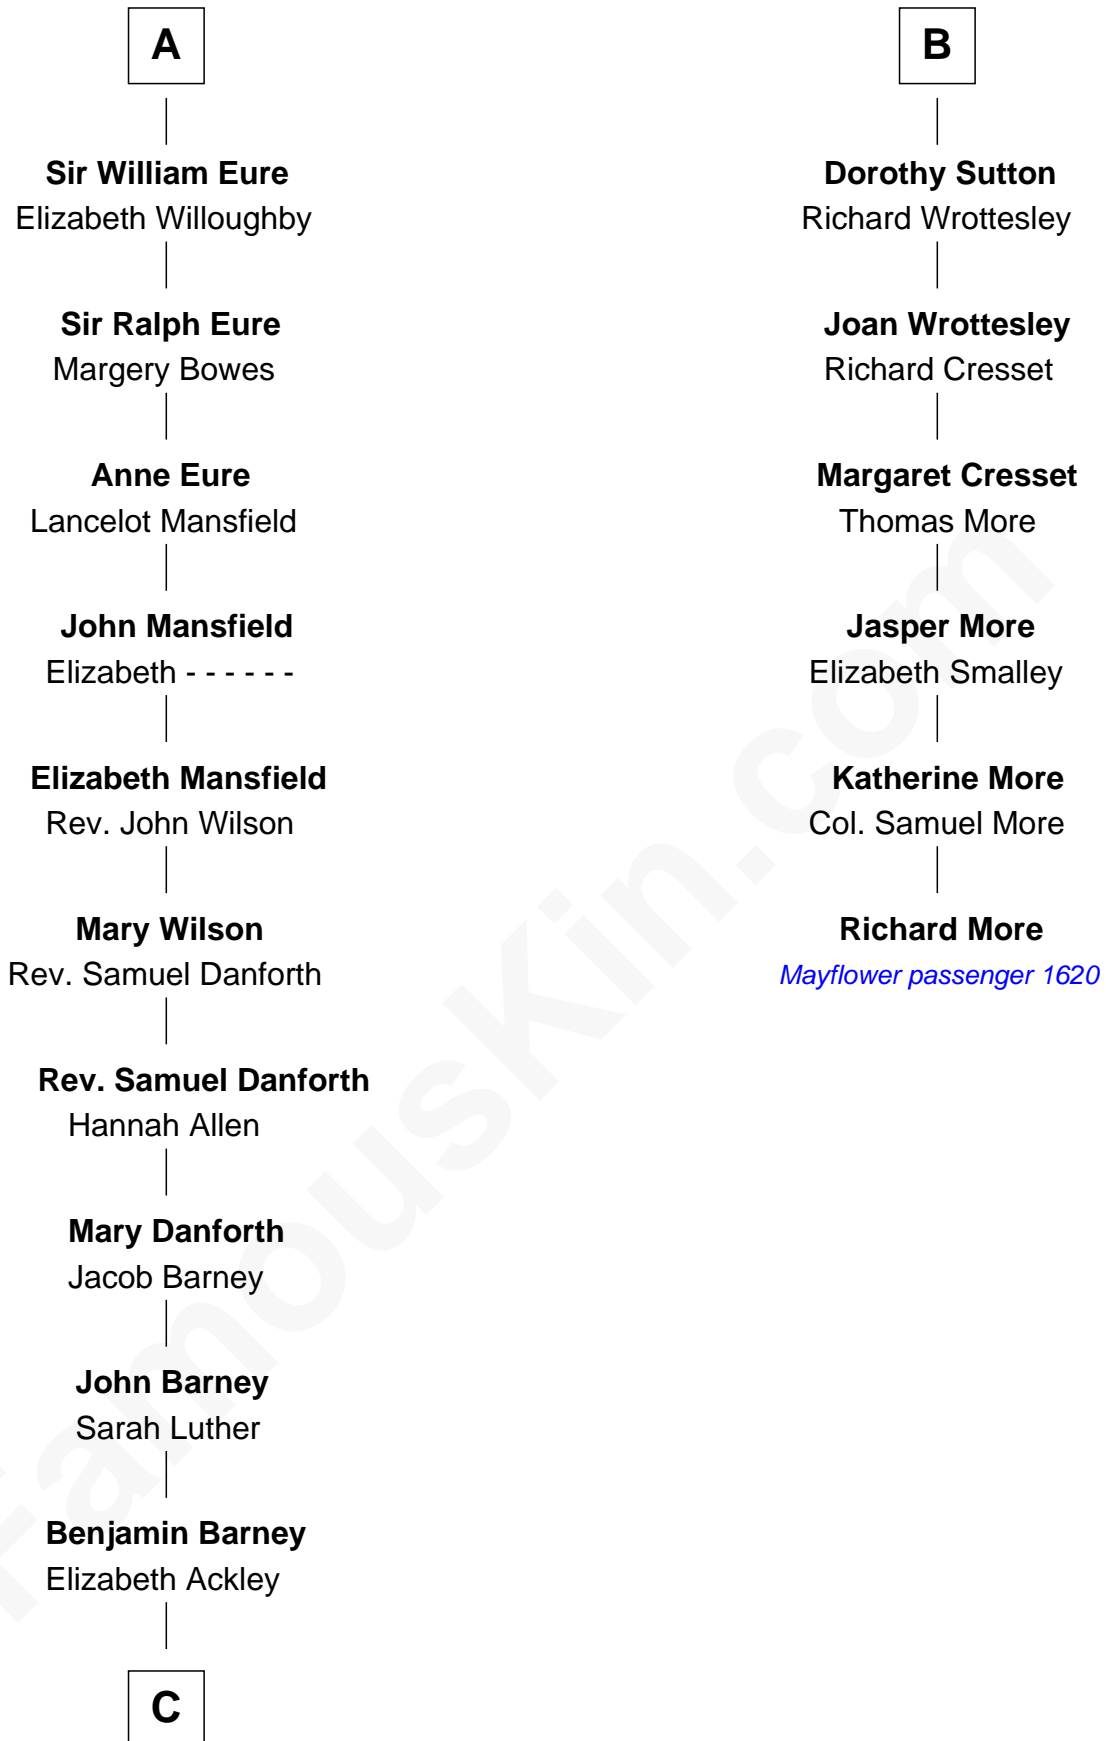 A
Sir William Eure
Elizabeth Willoughby
Sir Ralph Eure
Margery Bowes
Anne Eure
Lancelot Mansfield
John Mansfield
Elizabeth - - - - - -
Elizabeth Mansfield
Rev. John Wilson
Mary Wilson
Rev. Samuel Danforth
Rev. Samuel Danforth
Hannah Allen
Mary Danforth
Jacob Barney
John Barney
Sarah Luther
Benjamin Barney
Elizabeth Ackley
C
B
Dorothy Sutton
Richard Wrottesley
Joan Wrottesley
Richard Cresset
Margaret Cresset
Thomas More
Jasper More
Elizabeth Smalley
Katherine More
Col. Samuel More
Richard More
Mayflower passenger 1620
FamousKin.com